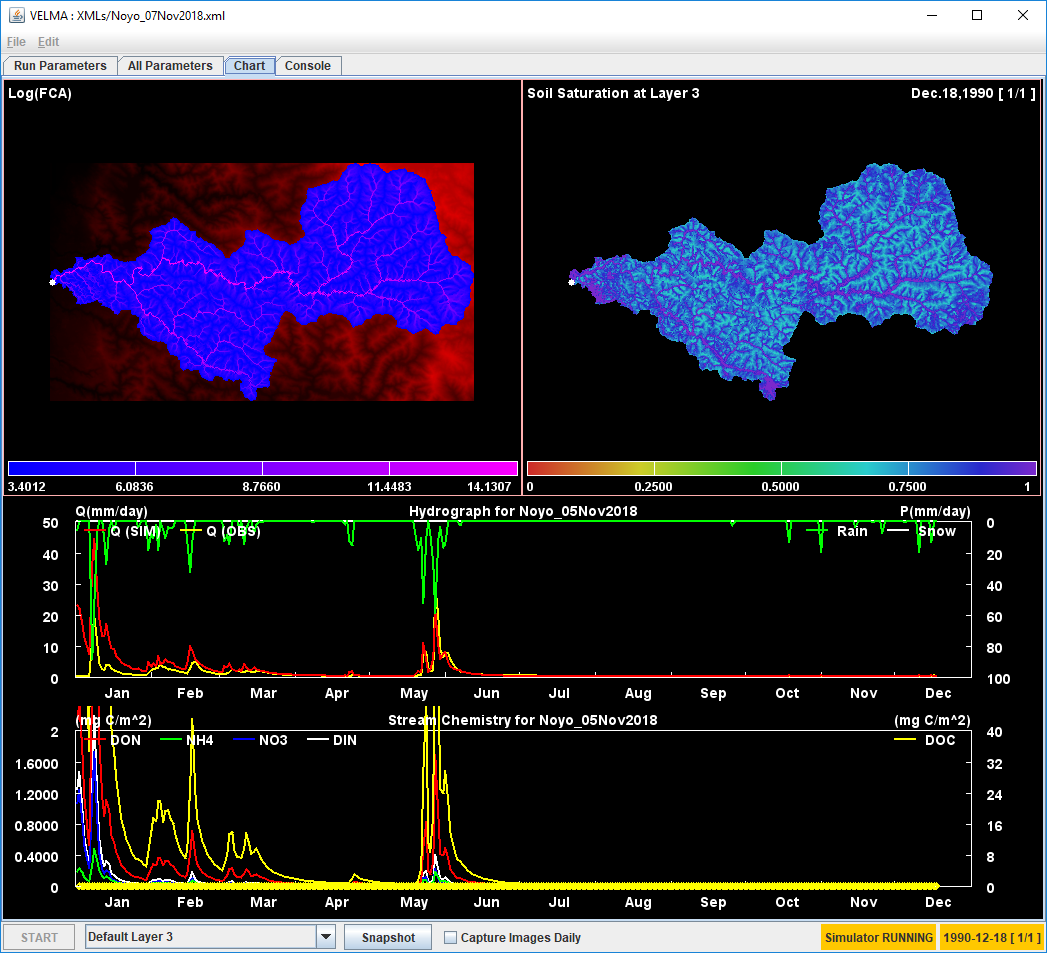 VELMA : XMLs/Noyo_07Nov2018.xml
File Edit
Run Parameters All Parameters Chart Console
Log(FCA)
3.4012 6.0836 8.7660 11.4483 14.1307
Soil Saturation at Layer 3 Dec.18,1990 [ 1/1 ]
0 0.2500 0.5000 0.7500 1
Q(mm/day) Hydrograph for Noyo_05Nov2018 P(mm/day)
Q (SIM) Q (OBS) Rain Snow
50 0
40 20
30 40
20 60
10 80
0 100
Jan Feb Mar Apr May Jun Jul Aug Sep Oct Nov Dec
(mg C/m^2) Stream Chemistry for Noyo_05Nov2018 (mg C/m^2)
DON NH4 NO3 DIN DOC
2 40
1.6000 32
1.2000 24
0.8000 16
0.4000 8
0 0
Jan Feb Mar Apr May Jun Jul Aug Sep Oct Nov Dec
START Default Layer 3 Snapshot Capture Images Daily Simulator RUNNING 1990-12-18 [ 1/1 ]